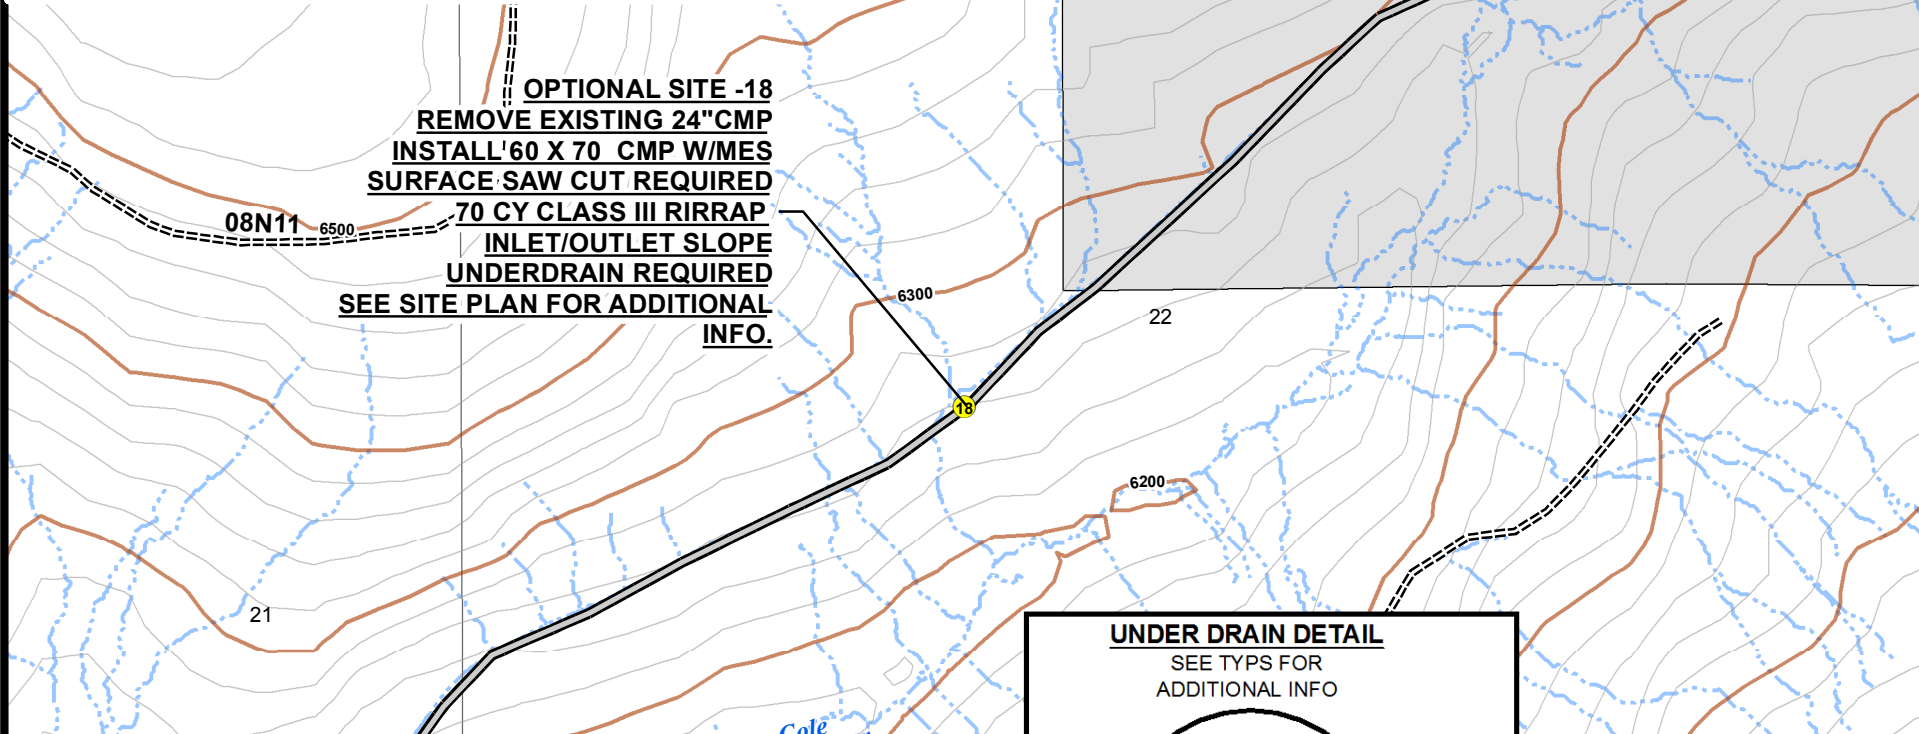 OPTIONAL SITE -18
REMOVE EXISTING 24"CMP
INSTALL 60 X 70 CMP W/MES
SURFACE SAW CUT REQUIRED
70 CY CLASS III RIRRAP
INLET/OUTLET SLOPE
UNDERDRAIN REQUIRED
SEE SITE PLAN FOR ADDITIONAL
INFO.
08N11
6500
6300
22
18
6200
21
UNDER DRAIN DETAIL
SEE TYPS FOR
ADDITIONAL INFO
Cole